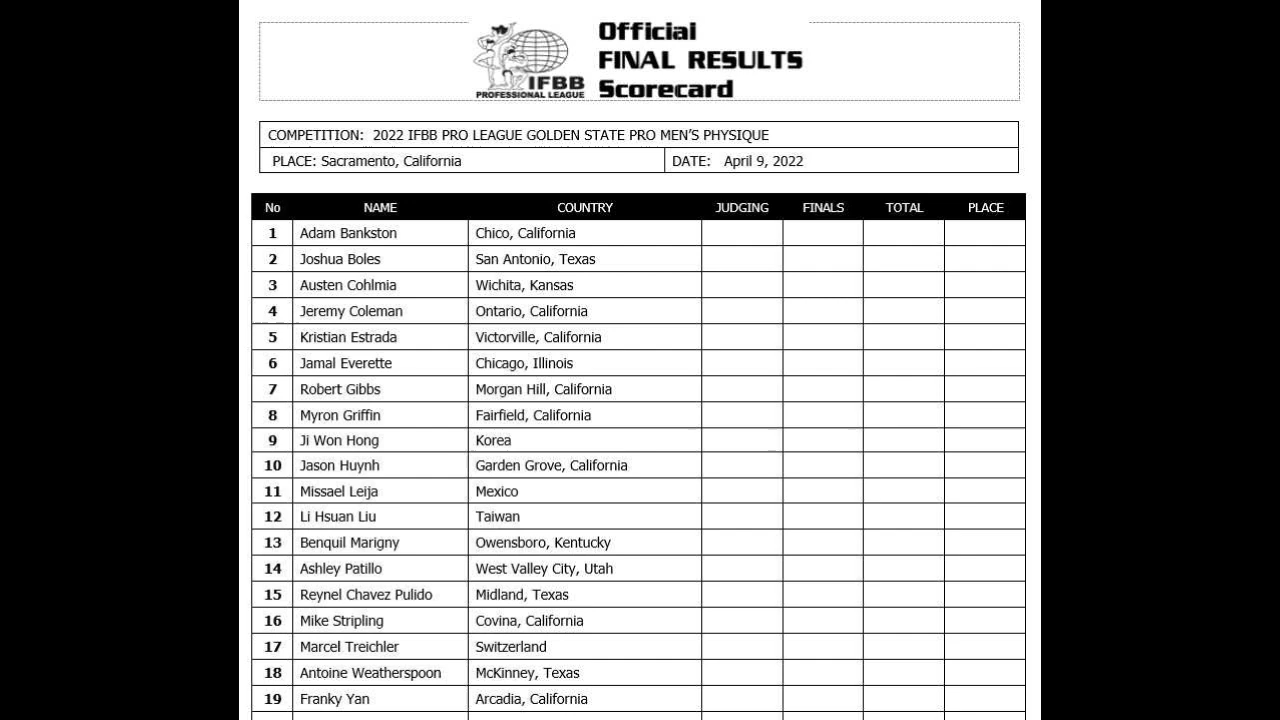 Official
FINAL RESULTS
Scorecard
IFBB
PROFESSIONAL LEAGUE
COMPETITION: 2022 IFBB PRO LEAGUE GOLDEN STATE PRO MEN'S PHYSIQUE
PLACE: Sacramento, California DATE: April 9, 2022
No NAME COUNTRY JUDGING FINALS TOTAL PLACE
1 Adam Bankston Chico, California
2 Joshua Boles San Antonio, Texas
3 Austen Cohlmia Wichita, Kansas
4 Jeremy Coleman Ontario, California
5 Kristian Estrada Victorville, California
6 Jamal Everette Chicago, Illinois
7 Robert Gibbs Morgan Hill, California
8 Myron Griffin Fairfield, California
9 Ji Won Hong Korea
10 Jason Huynh Garden Grove, California
11 Missael Leija Mexico
12 Li Hsuan Liu Taiwan
13 Benquil Marigny Owensboro, Kentucky
14 Ashley Patillo West Valley City, Utah
15 Reynel Chavez Pulido Midland, Texas
16 Mike Stripling Covina, California
17 Marcel Treichler Switzerland
18 Antoine Weatherspoon McKinney, Texas
19 Franky Yan Arcadia, California